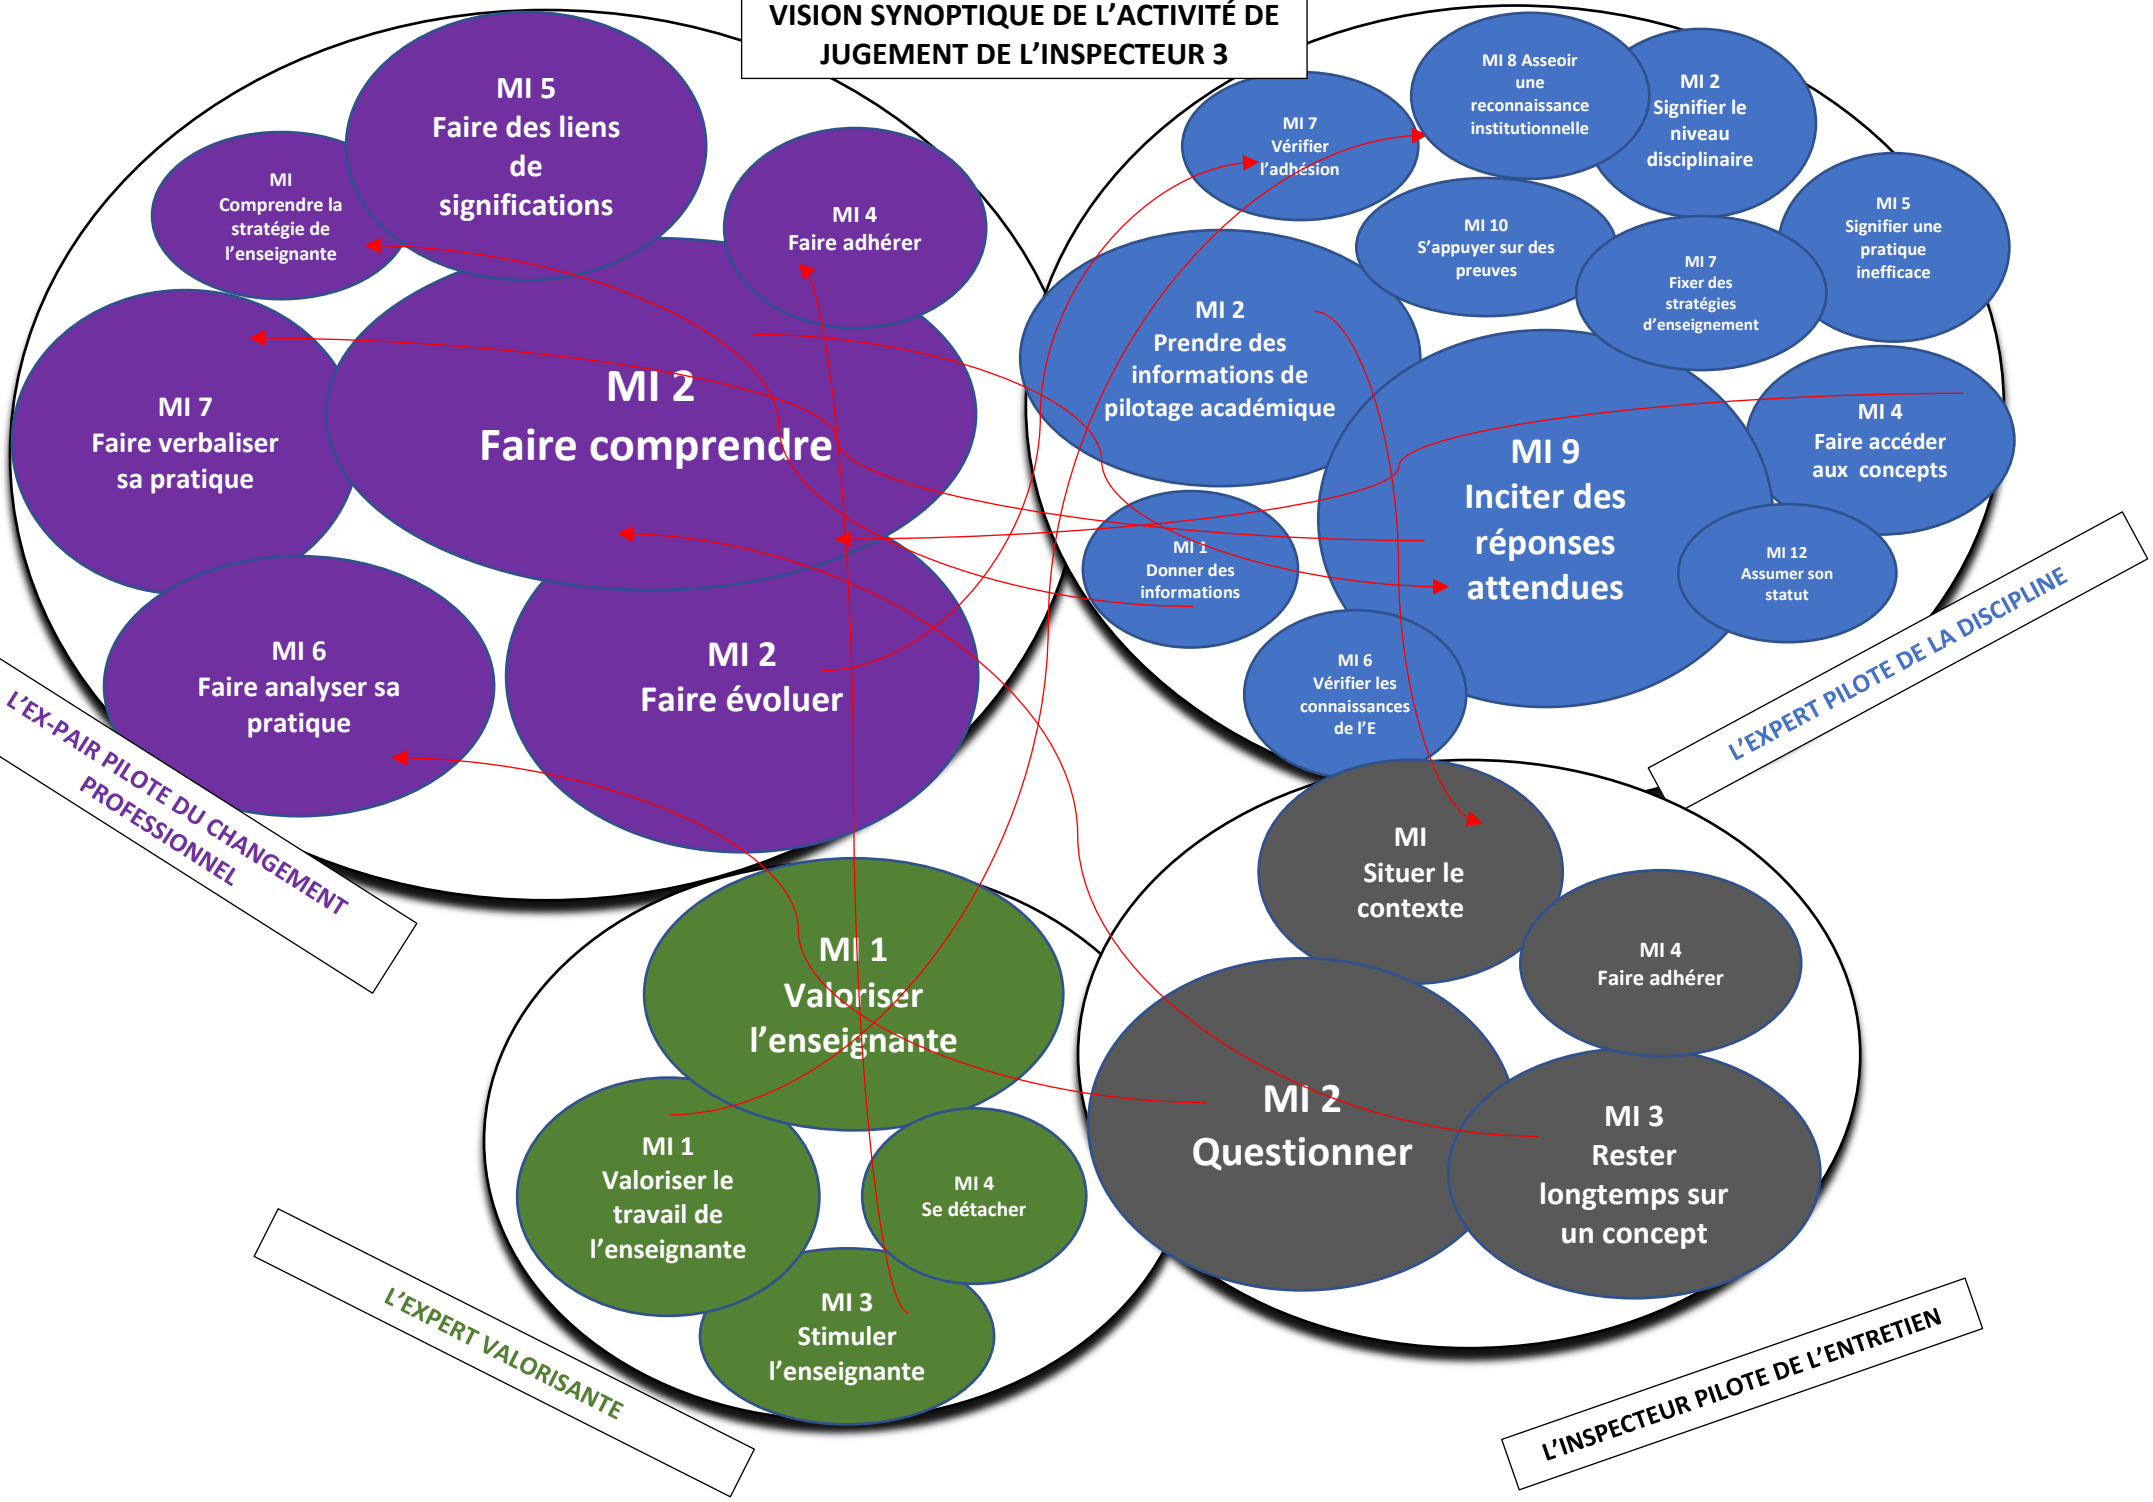 VISION SYNOPTIQUE DE L'ACTIVITÉ DE
JUGEMENT DE L'INSPECTEUR 3
MI 5
Faire des liens
de
significations
MI
Comprendre la
stratégie de
l'enseignante
MI 4
Faire adhérer
MI 2
Faire comprendre
MI 7
Faire verbaliser
sa pratique
MI 6
Faire analyser sa
pratique
MI 2
Faire évoluer
L'EX-PAIR PILOTE DU CHANGEMENT
PROFESSIONNEL
MI 8 Asseoir
une
reconnaissance
institutionnelle
MI 2
Signifier le
niveau
disciplinaire
MI 7
Vérifier
l'adhésion
MI 10
S'appuyer sur des
preuves
MI 5
Signifier une
pratique
inefficace
MI 7
Fixer des
stratégies
d'enseignement
MI 2
Prendre des
informations de
pilotage académique
MI 9
Inciter des
réponses
attendues
MI 4
Faire accéder
aux  concepts
MI 1
Donner des
informations
MI 12
Assumer son
statut
MI 6
Vérifier les
connaissances
de l'E
L'EXPERT PILOTE DE LA DISCIPLINE
MI 1
Valoriser
l'enseignante
MI 1
Valoriser le
travail de
l'enseignante
MI 4
Se détacher
MI 3
Stimuler
l'enseignante
L'EXPERT VALORISANTE
MI
Situer le
contexte
MI 4
Faire adhérer
MI 2
Questionner
MI 3
Rester
longtemps sur
un concept
L'INSPECTEUR PILOTE DE L'ENTRETIEN